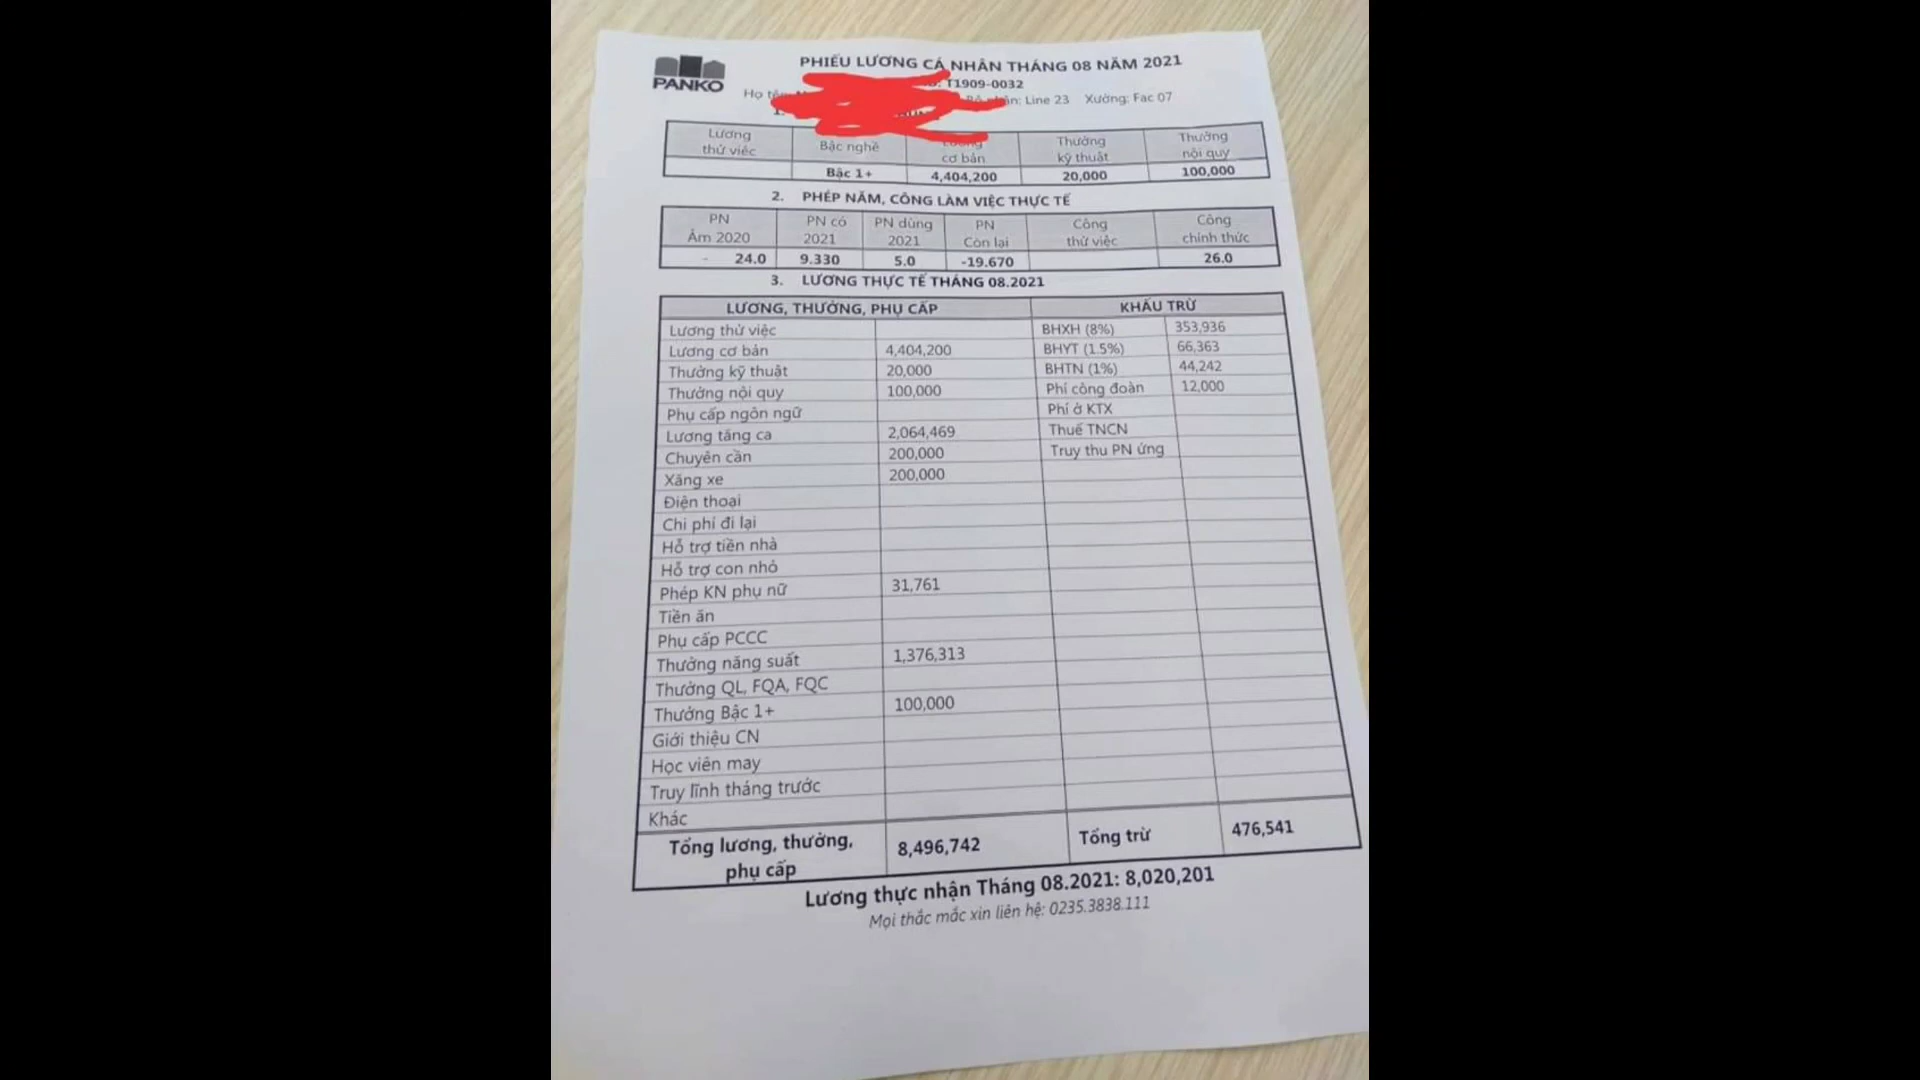 PANKO
PHIẾU LƯƠNG CÁ NHÂN THÁNG 08 NĂM 2021
T1909-0032
Họ tên Line 23 Xưởng: Fac 07
1.
Lương thử việc Bậc nghề cơ bản Thưởng kỹ thuật Thưởng nội quy
Bậc 1+ 4,404,200 20,000 100,000
2. PHÉP NĂM, CÔNG LÀM VIỆC THỰC TẾ
PN Âm 2020 PN có 2021 PN dùng 2021 PN Còn lại Công thử việc Công chính thức
- 24.0 9.330 5.0 -19.670 26.0
3. LƯƠNG THỰC TẾ THÁNG 08.2021
LƯƠNG, THƯỞNG, PHỤ CẤP KHẤU TRỪ
Lương thử việc BHXH (8%) 353,936
Lương cơ bản 4,404,200 BHYT (1.5%) 66,363
Thưởng kỹ thuật 20,000 BHTN (1%) 44,242
Thưởng nội quy 100,000 Phí công đoàn 12,000
Phụ cấp ngôn ngữ Phí ở KTX
Lương tăng ca 2,064,469 Thuế TNCN
Chuyên cần 200,000 Truy thu PN ứng
Xăng xe 200,000
Điện thoại
Chi phí đi lại
Hỗ trợ tiền nhà
Hỗ trợ con nhỏ
Phép KN phụ nữ 31,761
Tiền ăn
Phụ cấp PCCC
Thưởng năng suất 1,376,313
Thưởng QL, FQA, FQC
Thưởng Bậc 1+ 100,000
Giới thiệu CN
Học viên may
Truy lĩnh tháng trước
Khác
Tổng lương, thưởng, phụ cấp 8,496,742 Tổng trừ 476,541
Lương thực nhận Tháng 08.2021: 8,020,201
Mọi thắc mắc xin liên hệ: 0235.3838.111